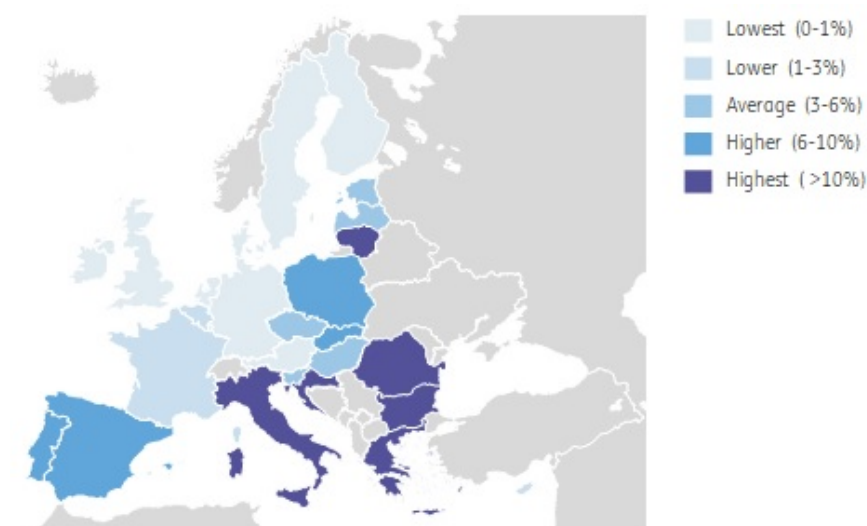 Lowest (0-1%)
Lower (1-3%)
Average (3-6%)
Higher (6-10%)
Highest ( >10%)